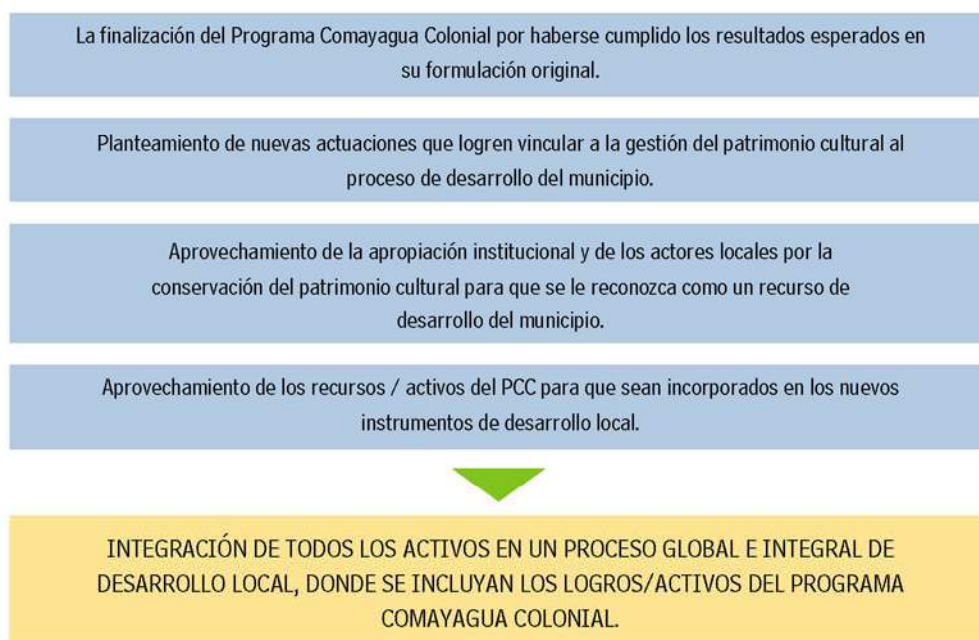 La finalización del Programa Comayagua Colonial por haberse cumplido los resultados esperados en
su formulación original.
Planteamiento de nuevas actuaciones que logren vincular a la gestión del patrimonio cultural al
proceso de desarrollo del municipio.
Aprovechamiento de la apropiación institucional y de los actores locales por la
conservación del patrimonio cultural para que se le reconozca como un recurso de
desarrollo del municipio.
Aprovechamiento de los recursos / activos del PCC para que sean incorporados en los nuevos
instrumentos de desarrollo local.
INTEGRACIÓN DE TODOS LOS ACTIVOS EN UN PROCESO GLOBAL E INTEGRAL DE
DESARROLLO LOCAL, DONDE SE INCLUYAN LOS LOGROS/ACTIVOS DEL PROGRAMA
COMAYAGUA COLONIAL.